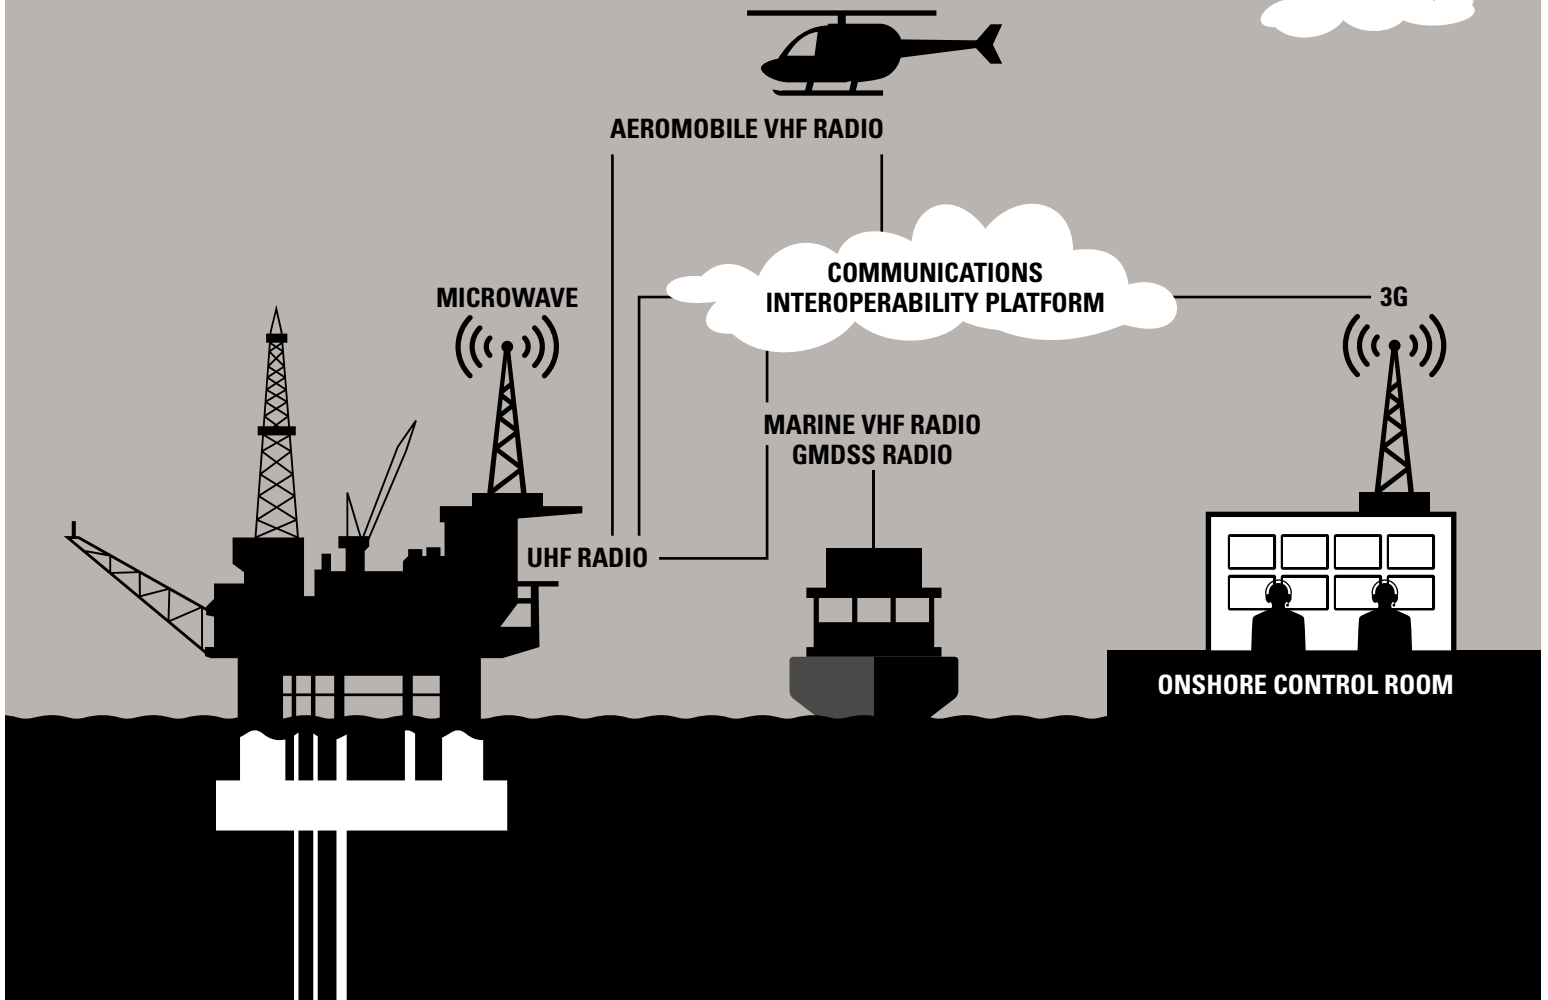 AEROMOBILE VHF RADIO
COMMUNICATIONS
INTEROPERABILITY PLATFORM
MICROWAVE
3G
MARINE VHF RADIO
GMDSS RADIO
UHF RADIO
ONSHORE CONTROL ROOM